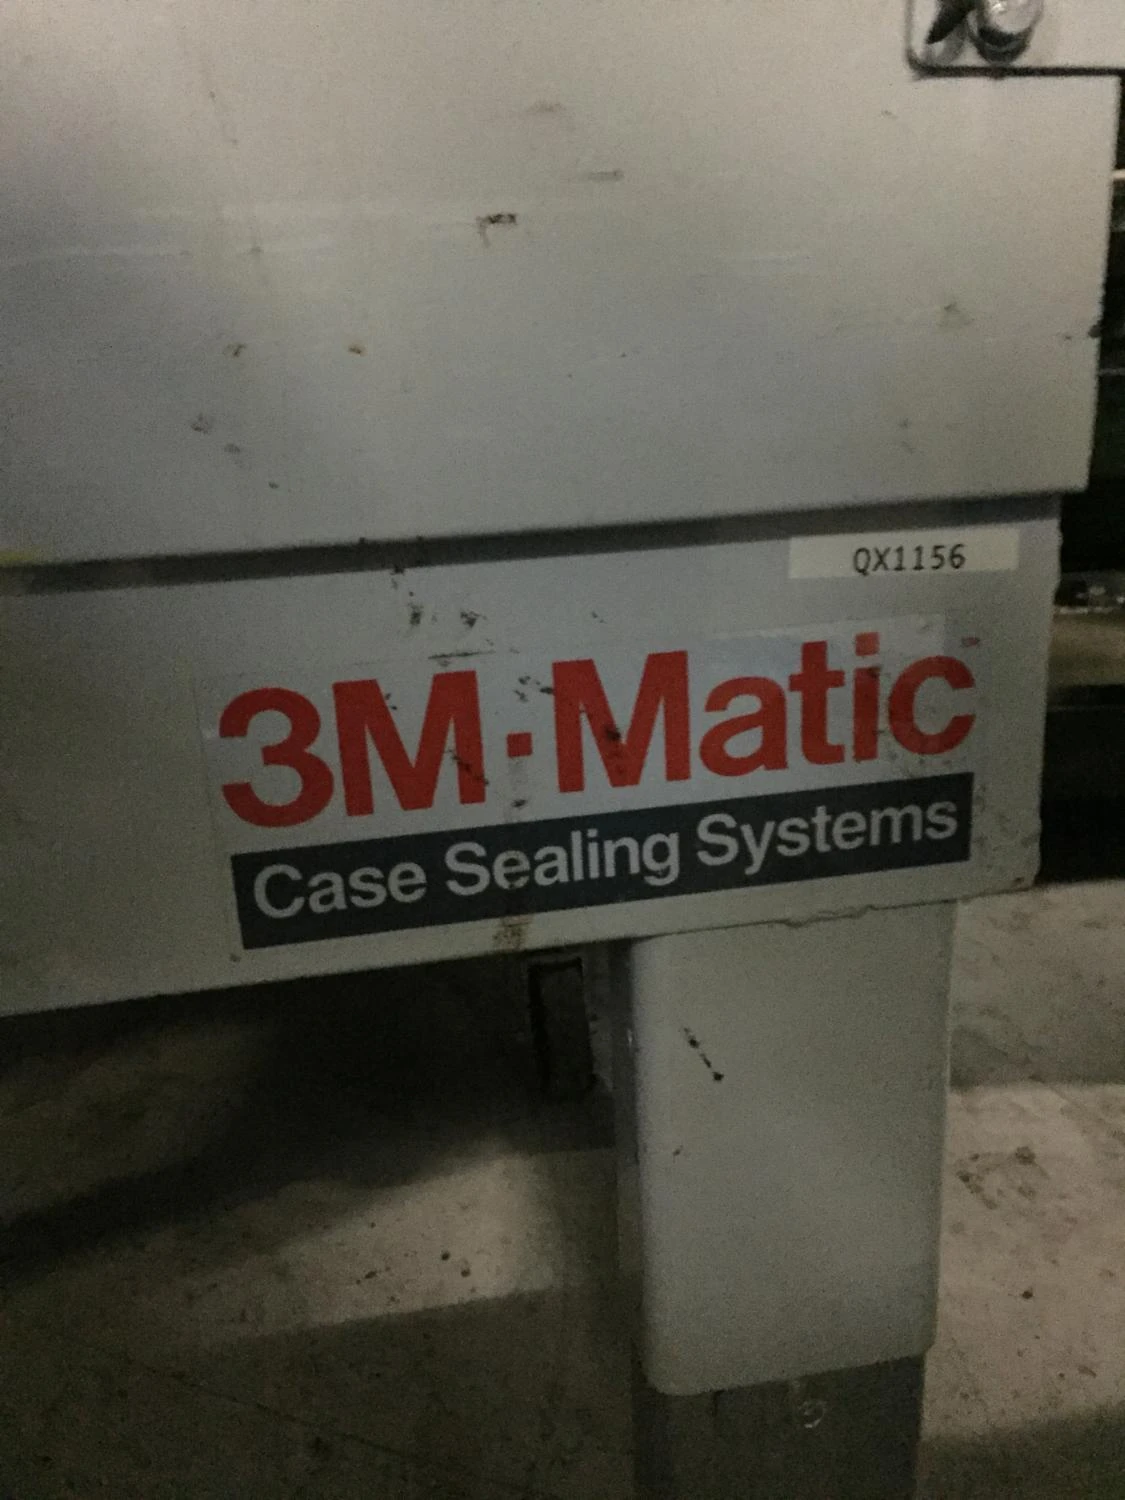 QX1156
3M·Matic
Case Sealing Systems